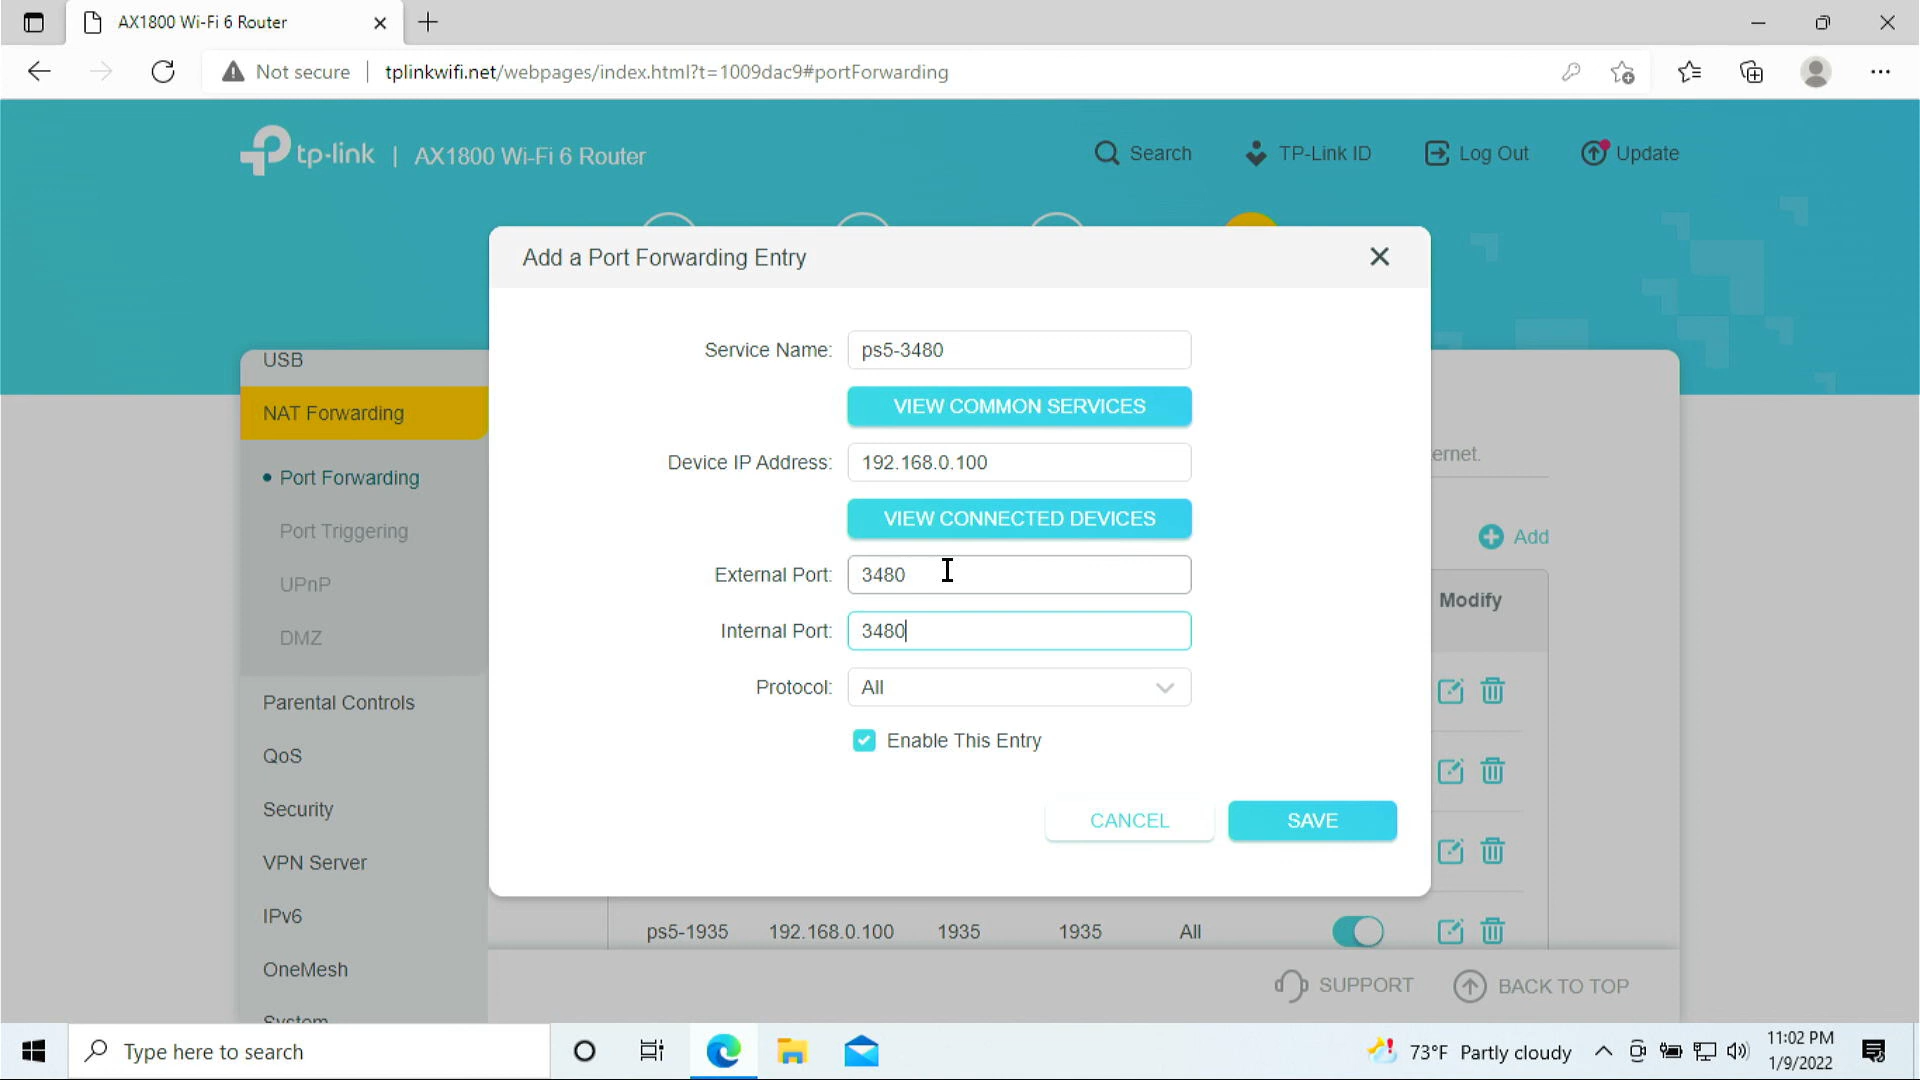 AX1800 Wi-Fi 6 Router
Not secure
tplinkwifi.net/webpages/index.html?t=1009dac9#portForwarding
tp-link | AX1800 Wi-Fi 6 Router
Search
TP-Link ID
Log Out
Update
Add a Port Forwarding Entry
Service Name: ps5-3480
VIEW COMMON SERVICES
Device IP Address: 192.168.0.100
VIEW CONNECTED DEVICES
External Port: 3480
Internal Port: 3480
Protocol: All
Enable This Entry
CANCEL
SAVE
USB
NAT Forwarding
Port Forwarding
Port Triggering
UPnP
DMZ
Parental Controls
QoS
Security
VPN Server
IPv6
OneMesh
System
ernet.
Add
Modify
ps5-1935 192.168.0.100 1935 1935 All
SUPPORT
BACK TO TOP
Type here to search
73°F Partly cloudy
11:02 PM
1/9/2022